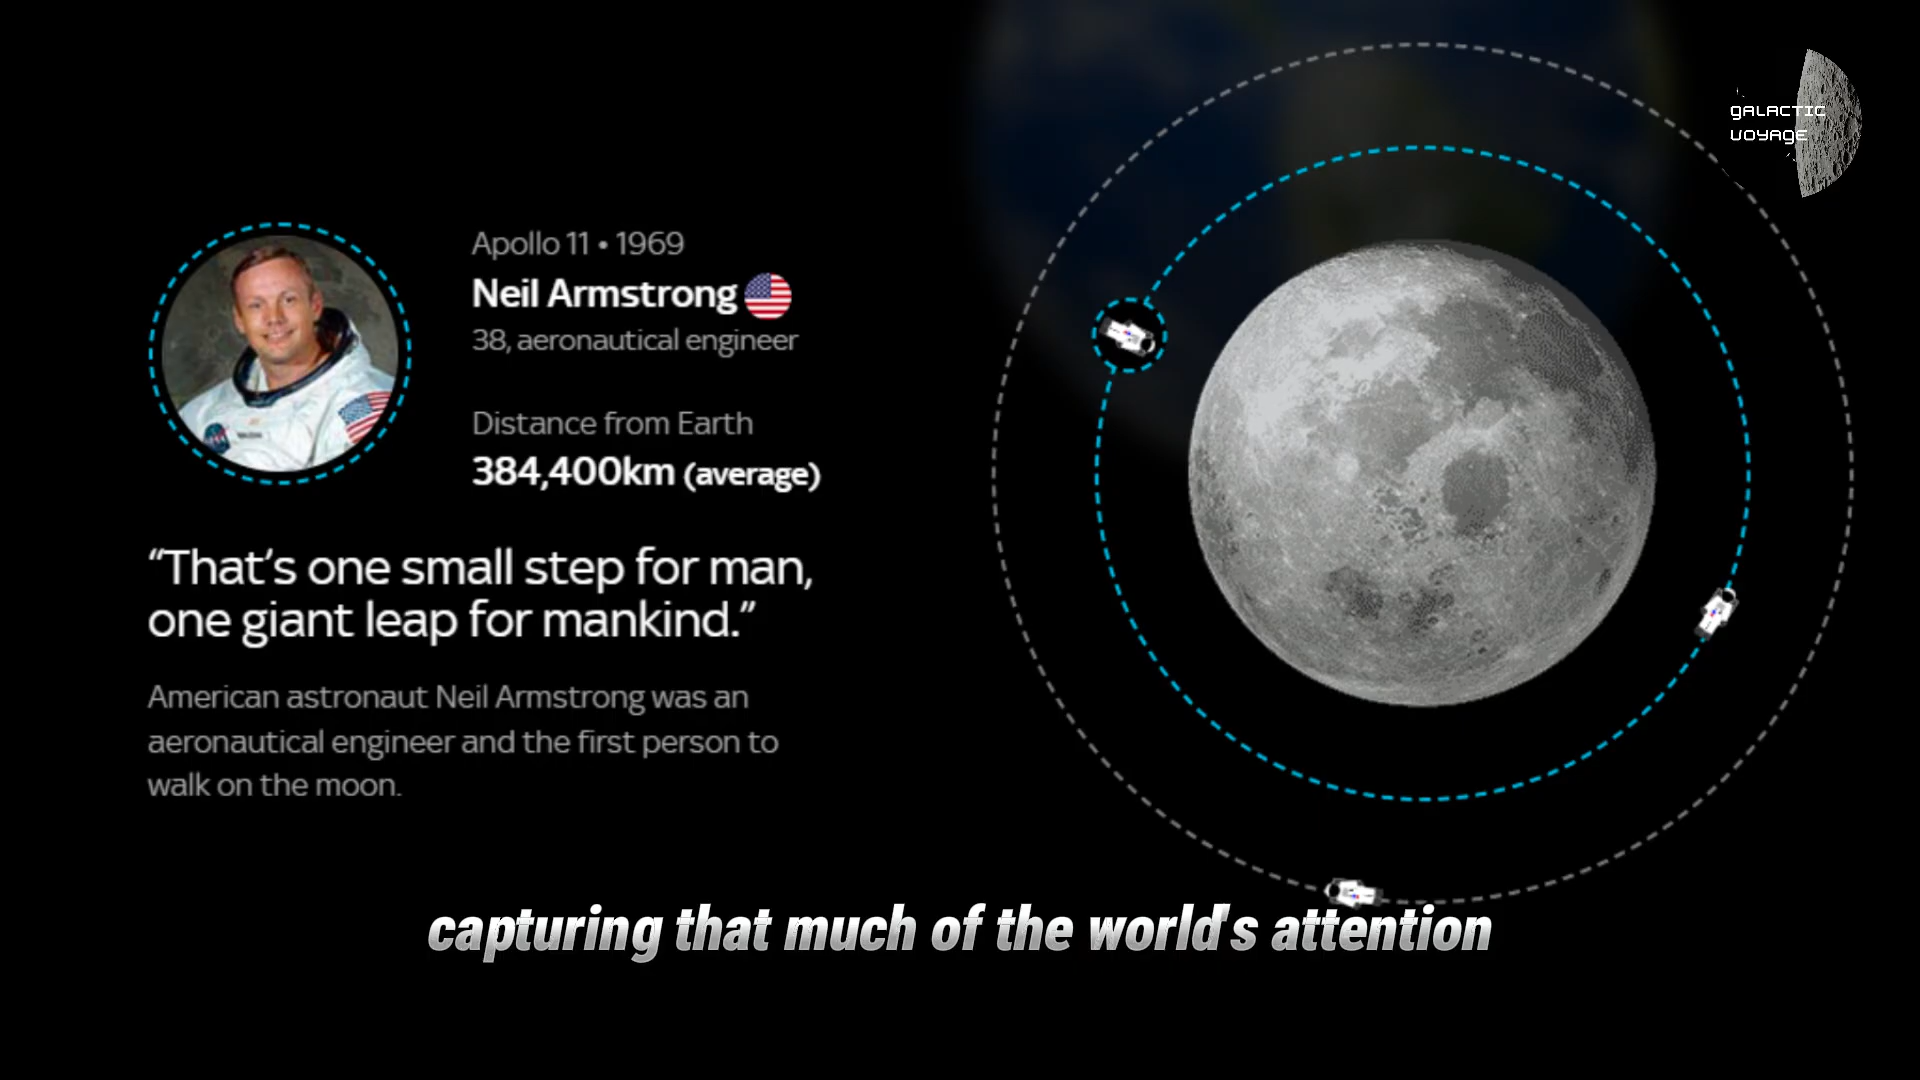 GALACTIC
VOYAGE
Apollo 11 • 1969
Neil Armstrong
38, aeronautical engineer
Distance from Earth
384,400km (average)
“That’s one small step for man,
one giant leap for mankind.”
American astronaut Neil Armstrong was an
aeronautical engineer and the first person to
walk on the moon.
capturing that much of the world's attention